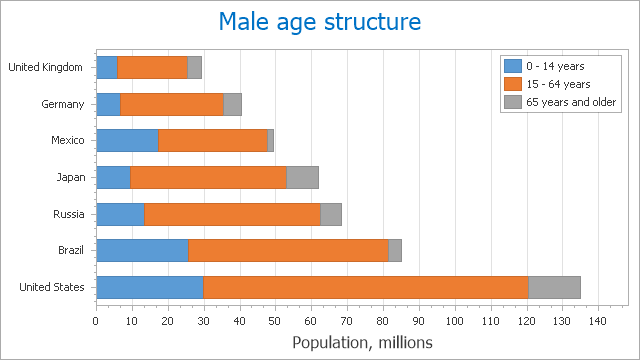 Male age structure
United Kingdom
Germany
Mexico
Japan
Russia
Brazil
United States
0 - 14 years
15 - 64 years
65 years and older
0 10 20 30 40 50 60 70 80 90 100 110 120 130 140
Population, millions